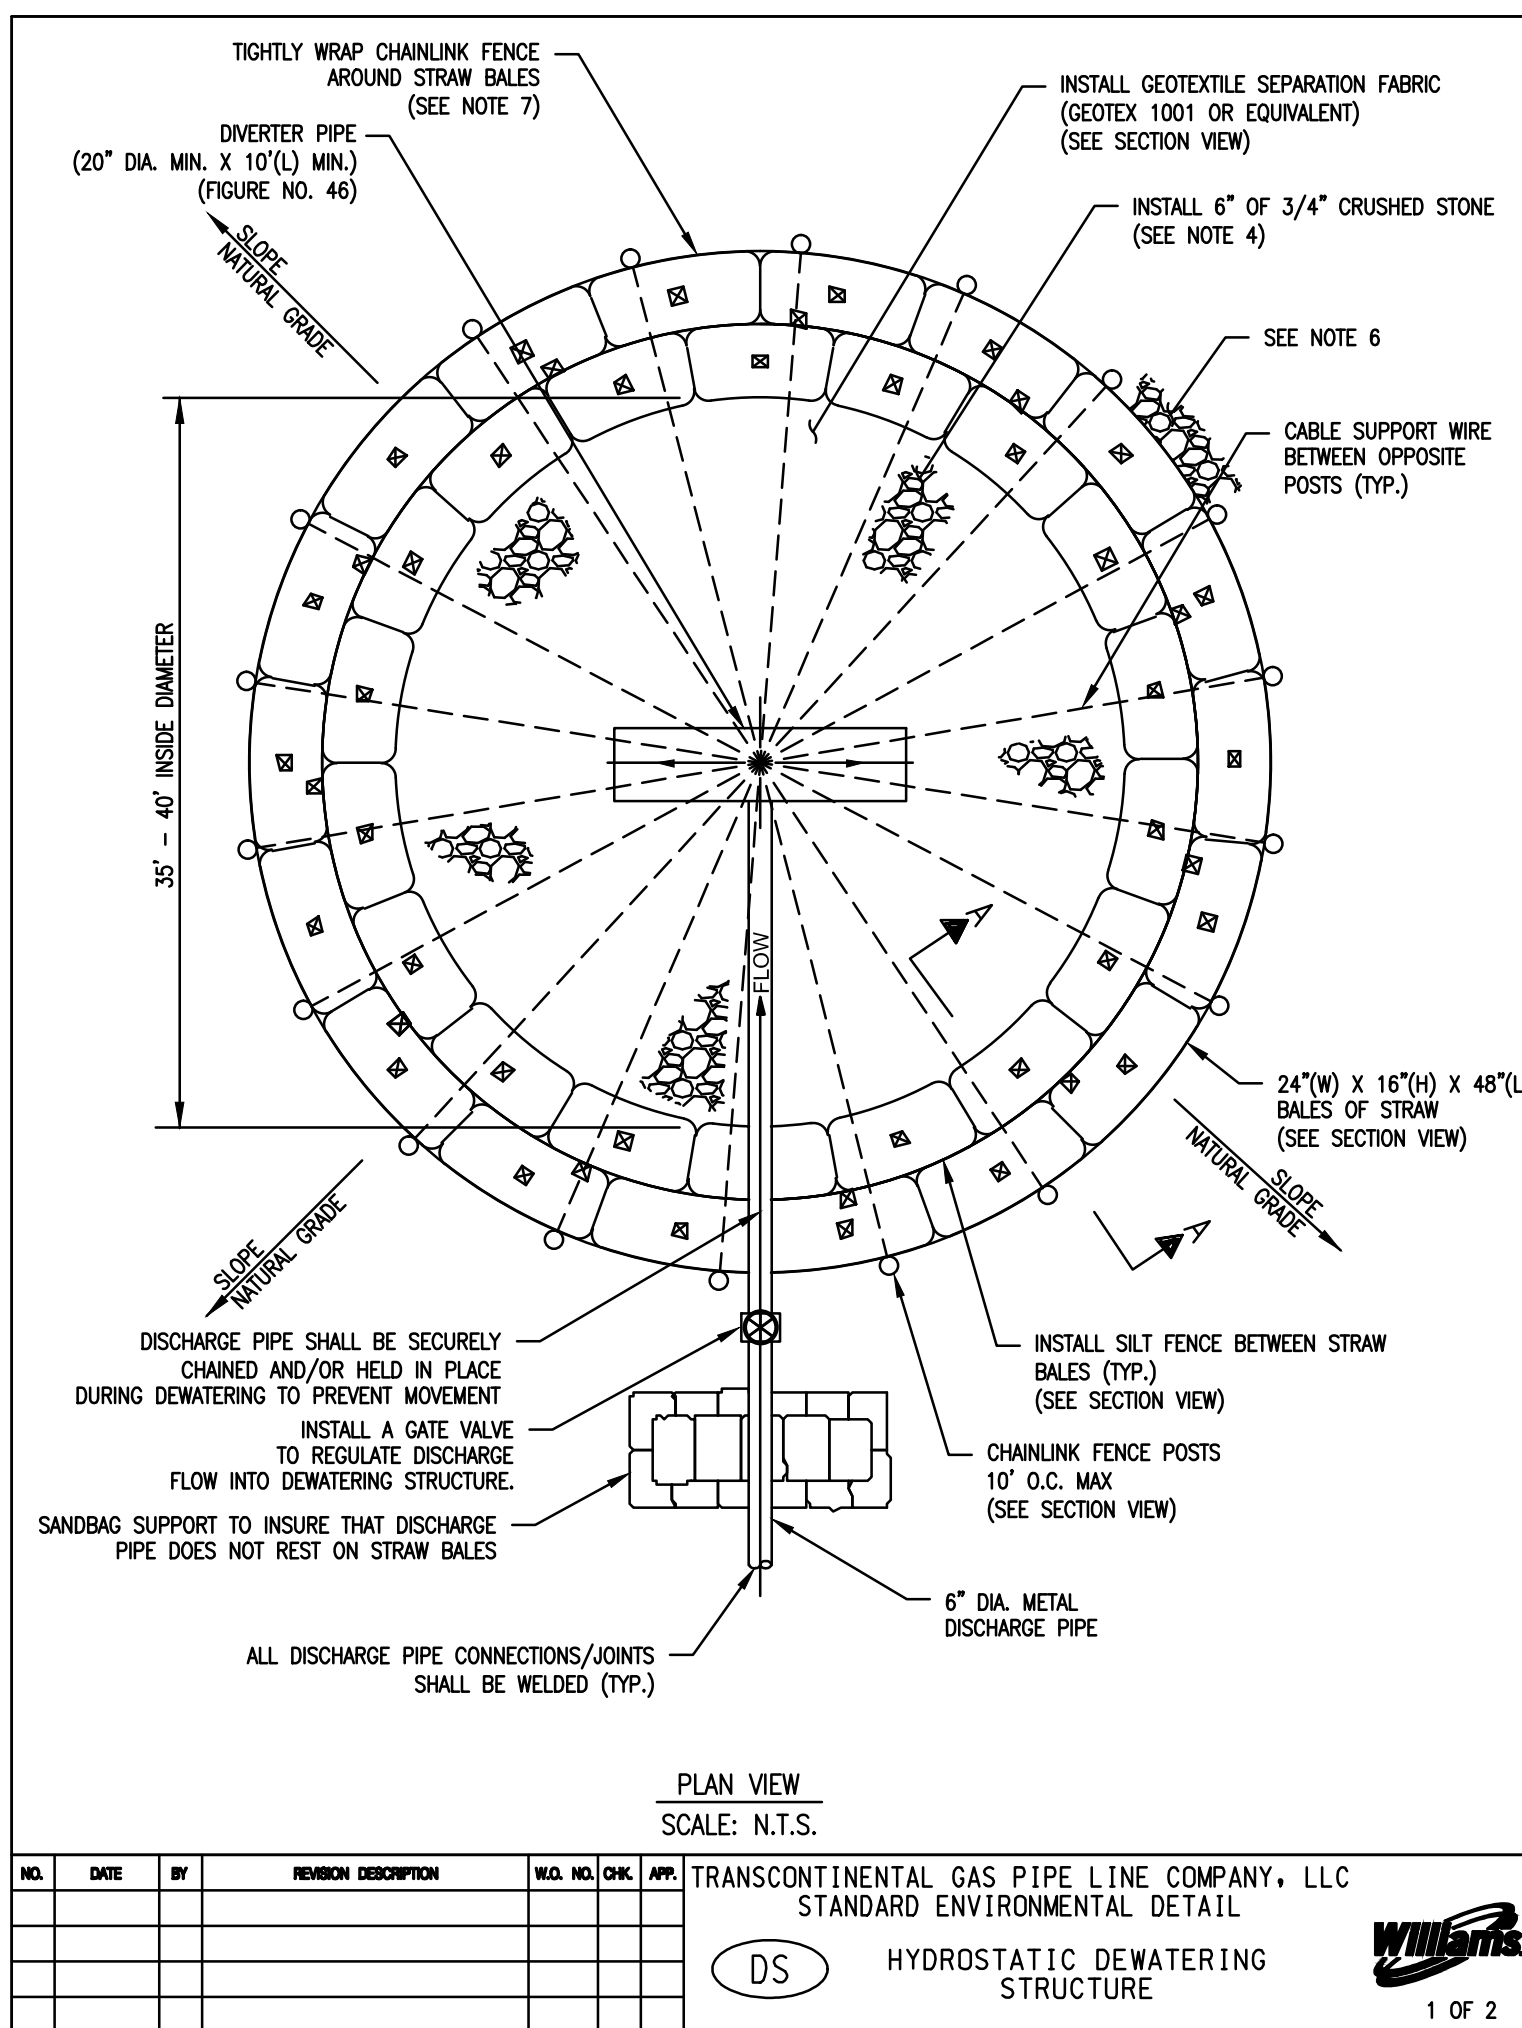 TIGHTLY WRAP CHAINLINK FENCE
AROUND STRAW BALES
(SEE NOTE 7)
DIVERTER PIPE
(20" DIA. MIN. X 10'(L) MIN.)
(FIGURE NO. 46)
INSTALL GEOTEXTILE SEPARATION FABRIC
(GEOTEX 1001 OR EQUIVALENT)
(SEE SECTION VIEW)
INSTALL 6" OF 3/4" CRUSHED STONE
(SEE NOTE 4)
SLOPE
NATURAL GRADE
SEE NOTE 6
CABLE SUPPORT WIRE
BETWEEN OPPOSITE
POSTS (TYP.)
35' - 40' INSIDE DIAMETER
FLOW
A
24"(W) X 16"(H) X 48"(L
BALES OF STRAW
(SEE SECTION VIEW)
SLOPE
NATURAL GRADE
SLOPE
NATURAL GRADE
A
DISCHARGE PIPE SHALL BE SECURELY
CHAINED AND/OR HELD IN PLACE
DURING DEWATERING TO PREVENT MOVEMENT
INSTALL SILT FENCE BETWEEN STRAW
BALES (TYP.)
(SEE SECTION VIEW)
INSTALL A GATE VALVE
TO REGULATE DISCHARGE
FLOW INTO DEWATERING STRUCTURE.
CHAINLINK FENCE POSTS
10' O.C. MAX
(SEE SECTION VIEW)
SANDBAG SUPPORT TO INSURE THAT DISCHARGE
PIPE DOES NOT REST ON STRAW BALES
6" DIA. METAL
DISCHARGE PIPE
ALL DISCHARGE PIPE CONNECTIONS/JOINTS
SHALL BE WELDED (TYP.)
PLAN VIEW
SCALE: N.T.S.
NO. DATE BY REVISION DESCRIPTION W.O. NO. CHK. APP.
TRANSCONTINENTAL GAS PIPE LINE COMPANY, LLC
STANDARD ENVIRONMENTAL DETAIL
DS
HYDROSTATIC DEWATERING
STRUCTURE
Williams
1 OF 2